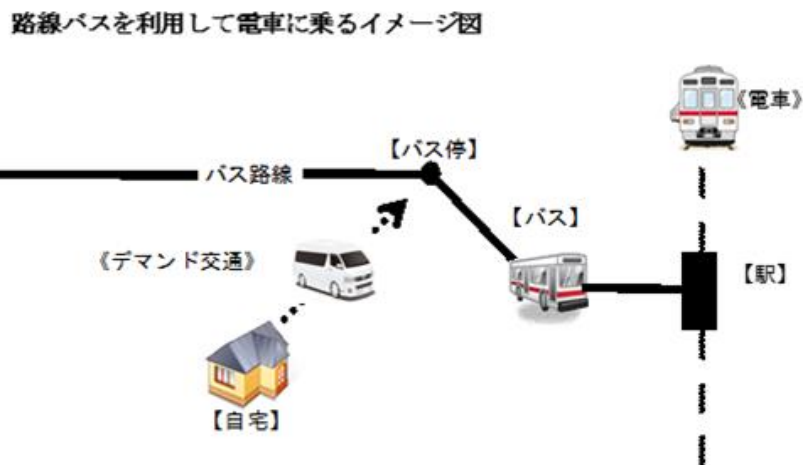 路線バスを利用して電車に乗るイメージ図
《電車》
【バス停】
バス路線
【バス】
《デマンド交通》
【駅】
【自宅】